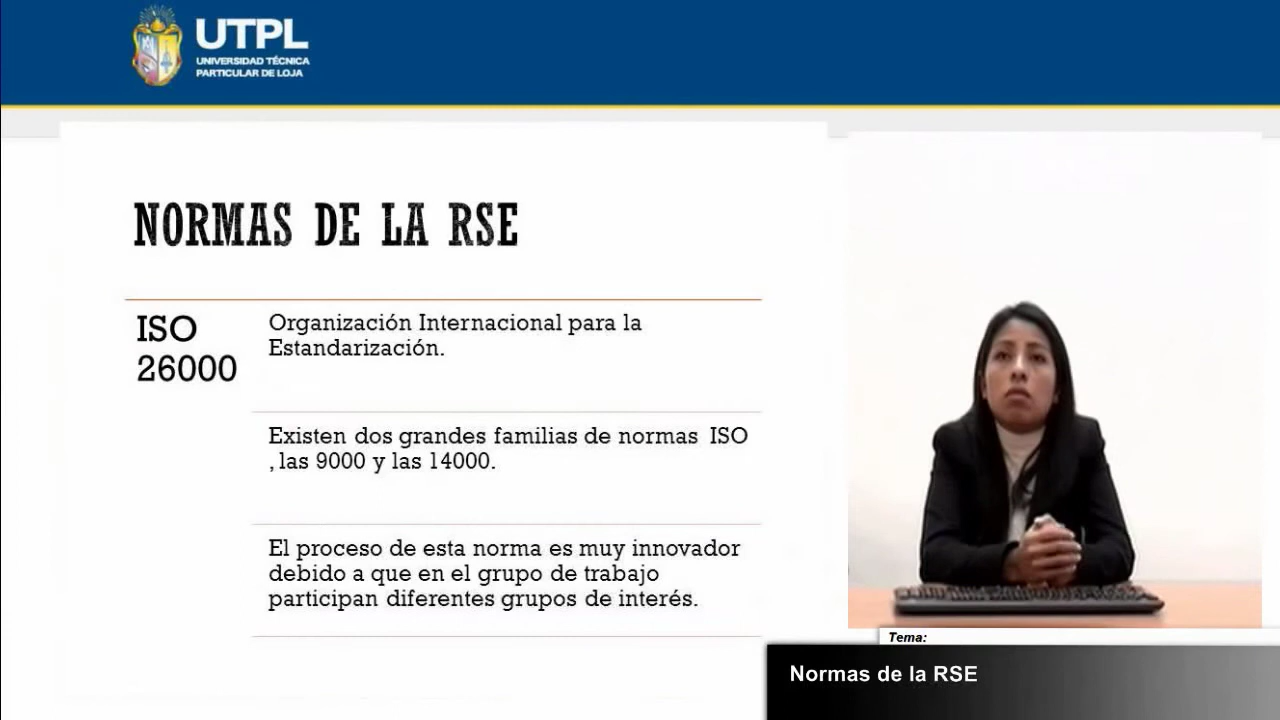 UTPL
UNIVERSIDAD TÉCNICA
PARTICULAR DE LOJA
NORMAS DE LA RSE
ISO
26000
Organización Internacional para la
Estandarización.
Existen dos grandes familias de normas ISO
, las 9000 y las 14000.
El proceso de esta norma es muy innovador
debido a que en el grupo de trabajo
participan diferentes grupos de interés.
Tema:
Normas de la RSE